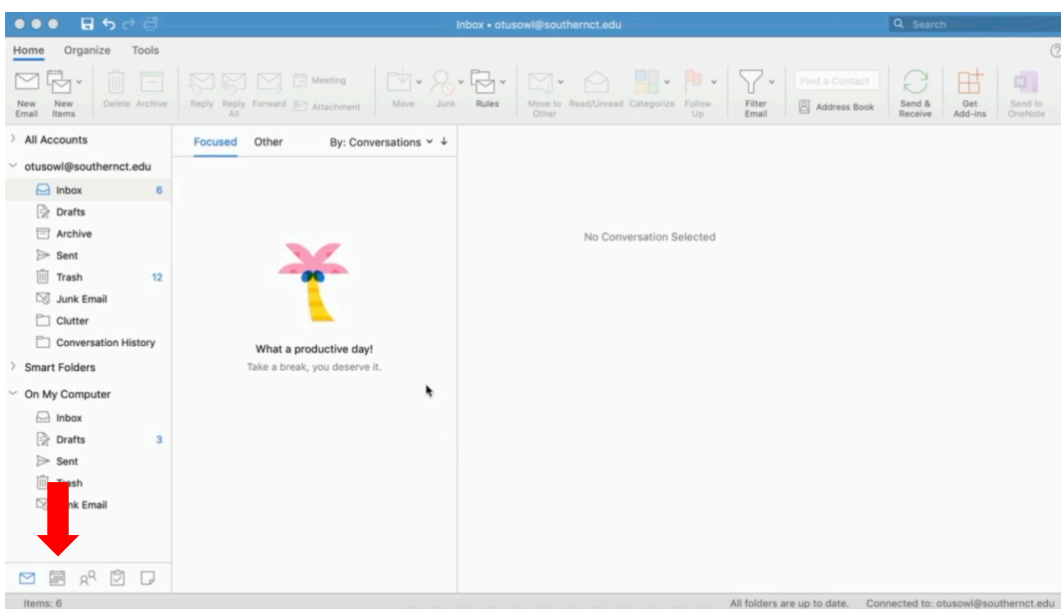 Inbox • otusowl@southernct.edu
Search
Home Organize Tools
New Email
New Items
Delete
Archive
Reply
Reply All
Forward
Meeting
Attachment
Move
Junk
Rules
Move to Other
Read/Unread
Categorize
Follow Up
Filter Email
Find a Contact
Address Book
Send & Receive
Get Add-ins
Send to OneNote
All Accounts
otusowl@southernct.edu
Inbox 6
Drafts
Archive
Sent
Trash 12
Junk Email
Clutter
Conversation History
Smart Folders
On My Computer
Inbox
Drafts 3
Sent
Email
Focused Other By: Conversations
What a productive day!
Take a break, you deserve it.
No Conversation Selected
Items: 6
All folders are up to date. Connected to: otusowl@southernct.edu